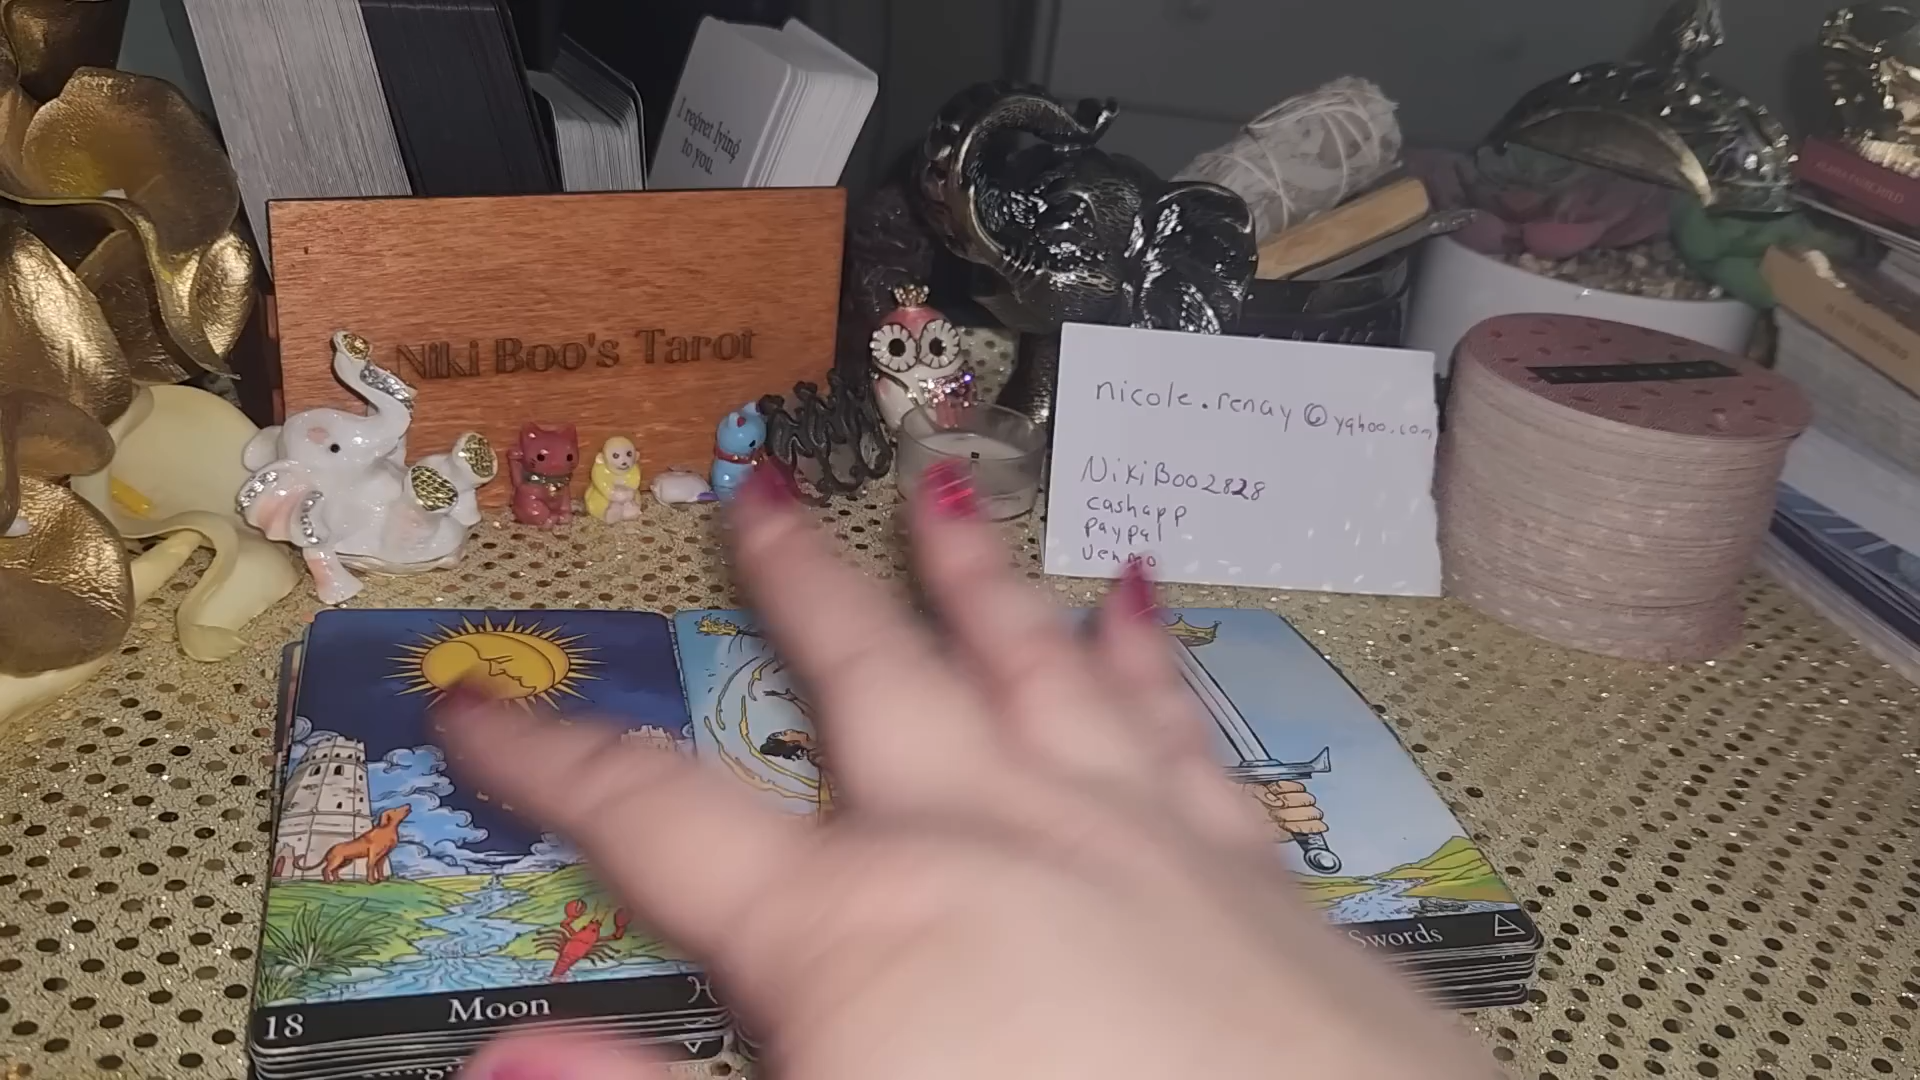 I regret lying
to you.
Niki Boo's Tarot
nicole.renay@yahoo.com
NikiBoo2828
cashapp
paypal
venmo
Swords
18 Moon